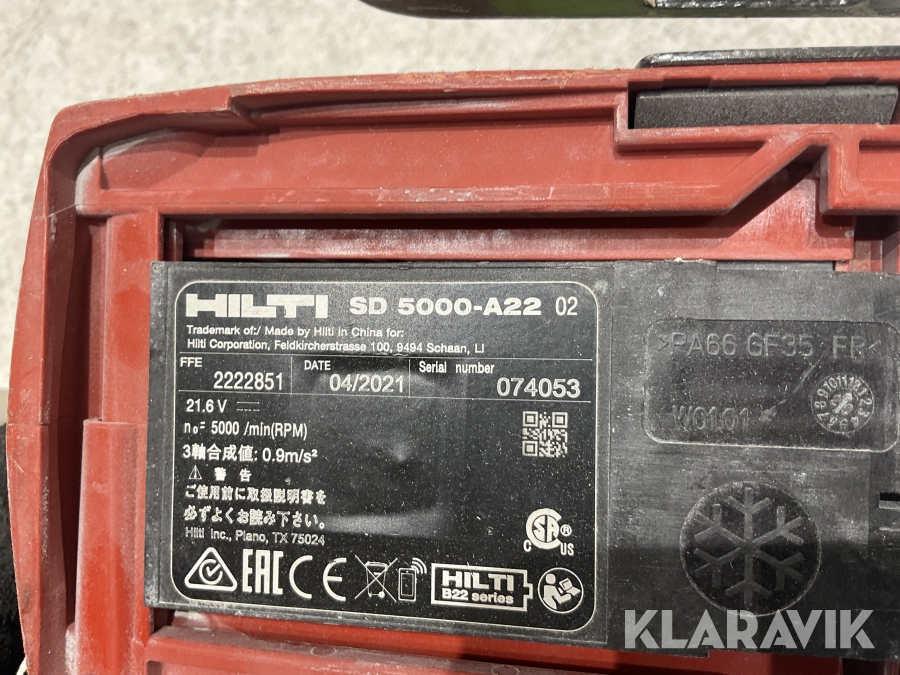 HILTI SD 5000-A22 02
Trademark of:/ Made by Hilti in China for:
Hilti Corporation, Feldkircherstrasse 100, 9494 Schaan, LI
FFE DATE Serial number
2222851 04/2021 074053
21.6 V
n₀= 5000 /min(RPM)
3軸合成値: 0.9m/s²
警 告
ご使用前に取扱説明書を
必ずよくお読み下さい。
Hilti Inc., Plano, TX 75024
C US
EAC CE HILTI
B22 series
>PA66 GF35
W0101
KLARAVIK